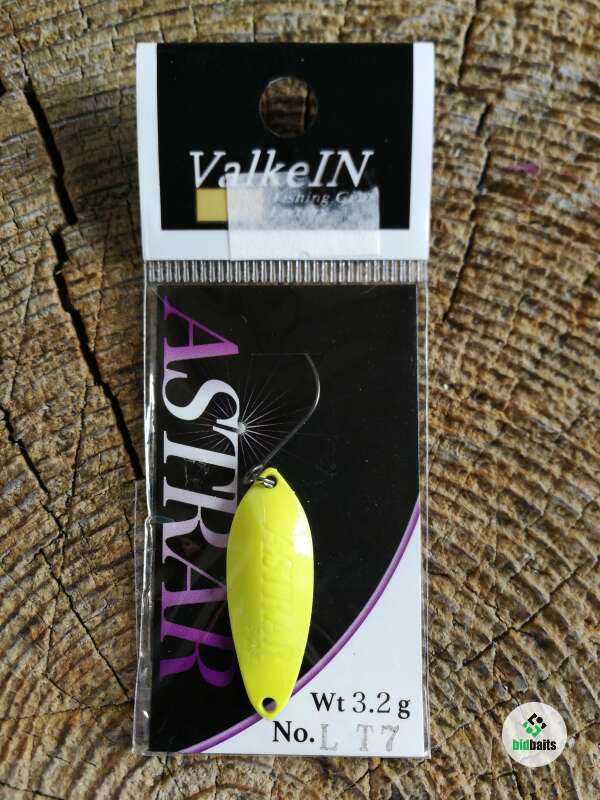 ValkeIN
Fishing Gear
ASTRAR
Astrar
Wt 3.2 g
No. L T7
bidbaits